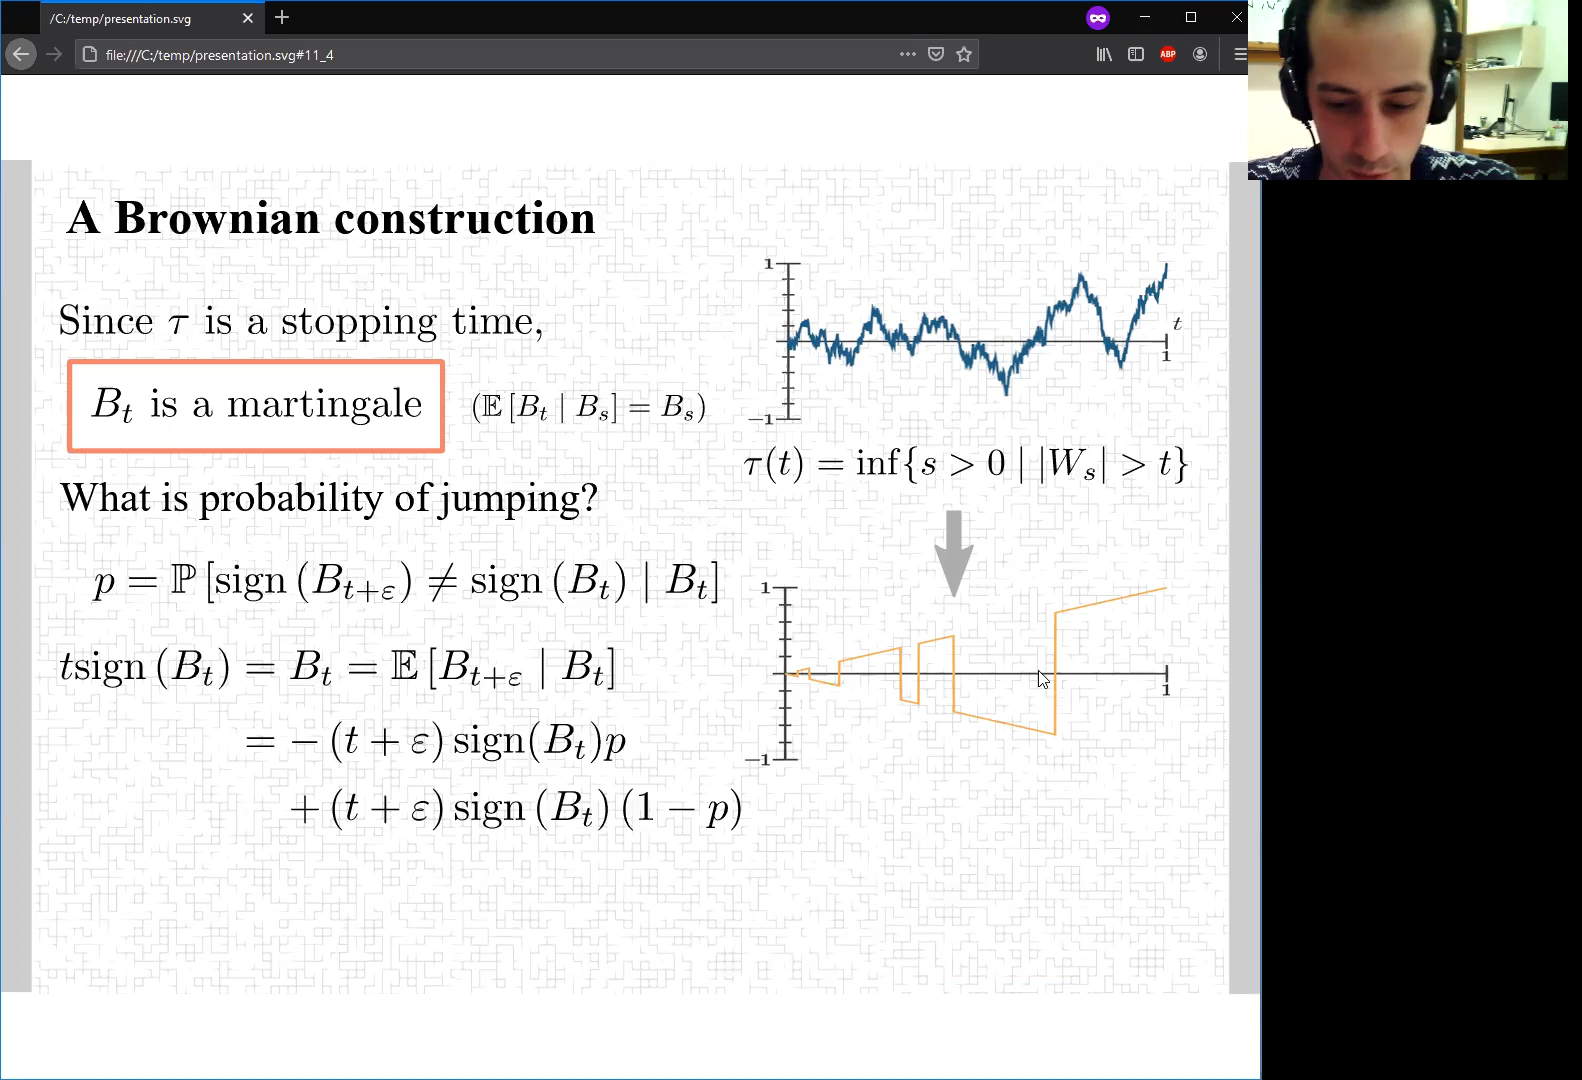 /C:/temp/presentation.svg
file:///C:/temp/presentation.svg#11_4
ABP
A Brownian construction
Since τ is a stopping time,
B_t is a martingale (𝔼 [B_t | B_s] = B_s)
What is probability of jumping?
p = ℙ [sign (B_{t+ε}) ≠ sign (B_t) | B_t]
tsign (B_t) = B_t = 𝔼 [B_{t+ε} | B_t]
= − (t + ε) sign(B_t)p
+ (t + ε) sign (B_t) (1 − p)
1
t
1
−1
τ(t) = inf{s > 0 | |W_s| > t}
1
1
−1